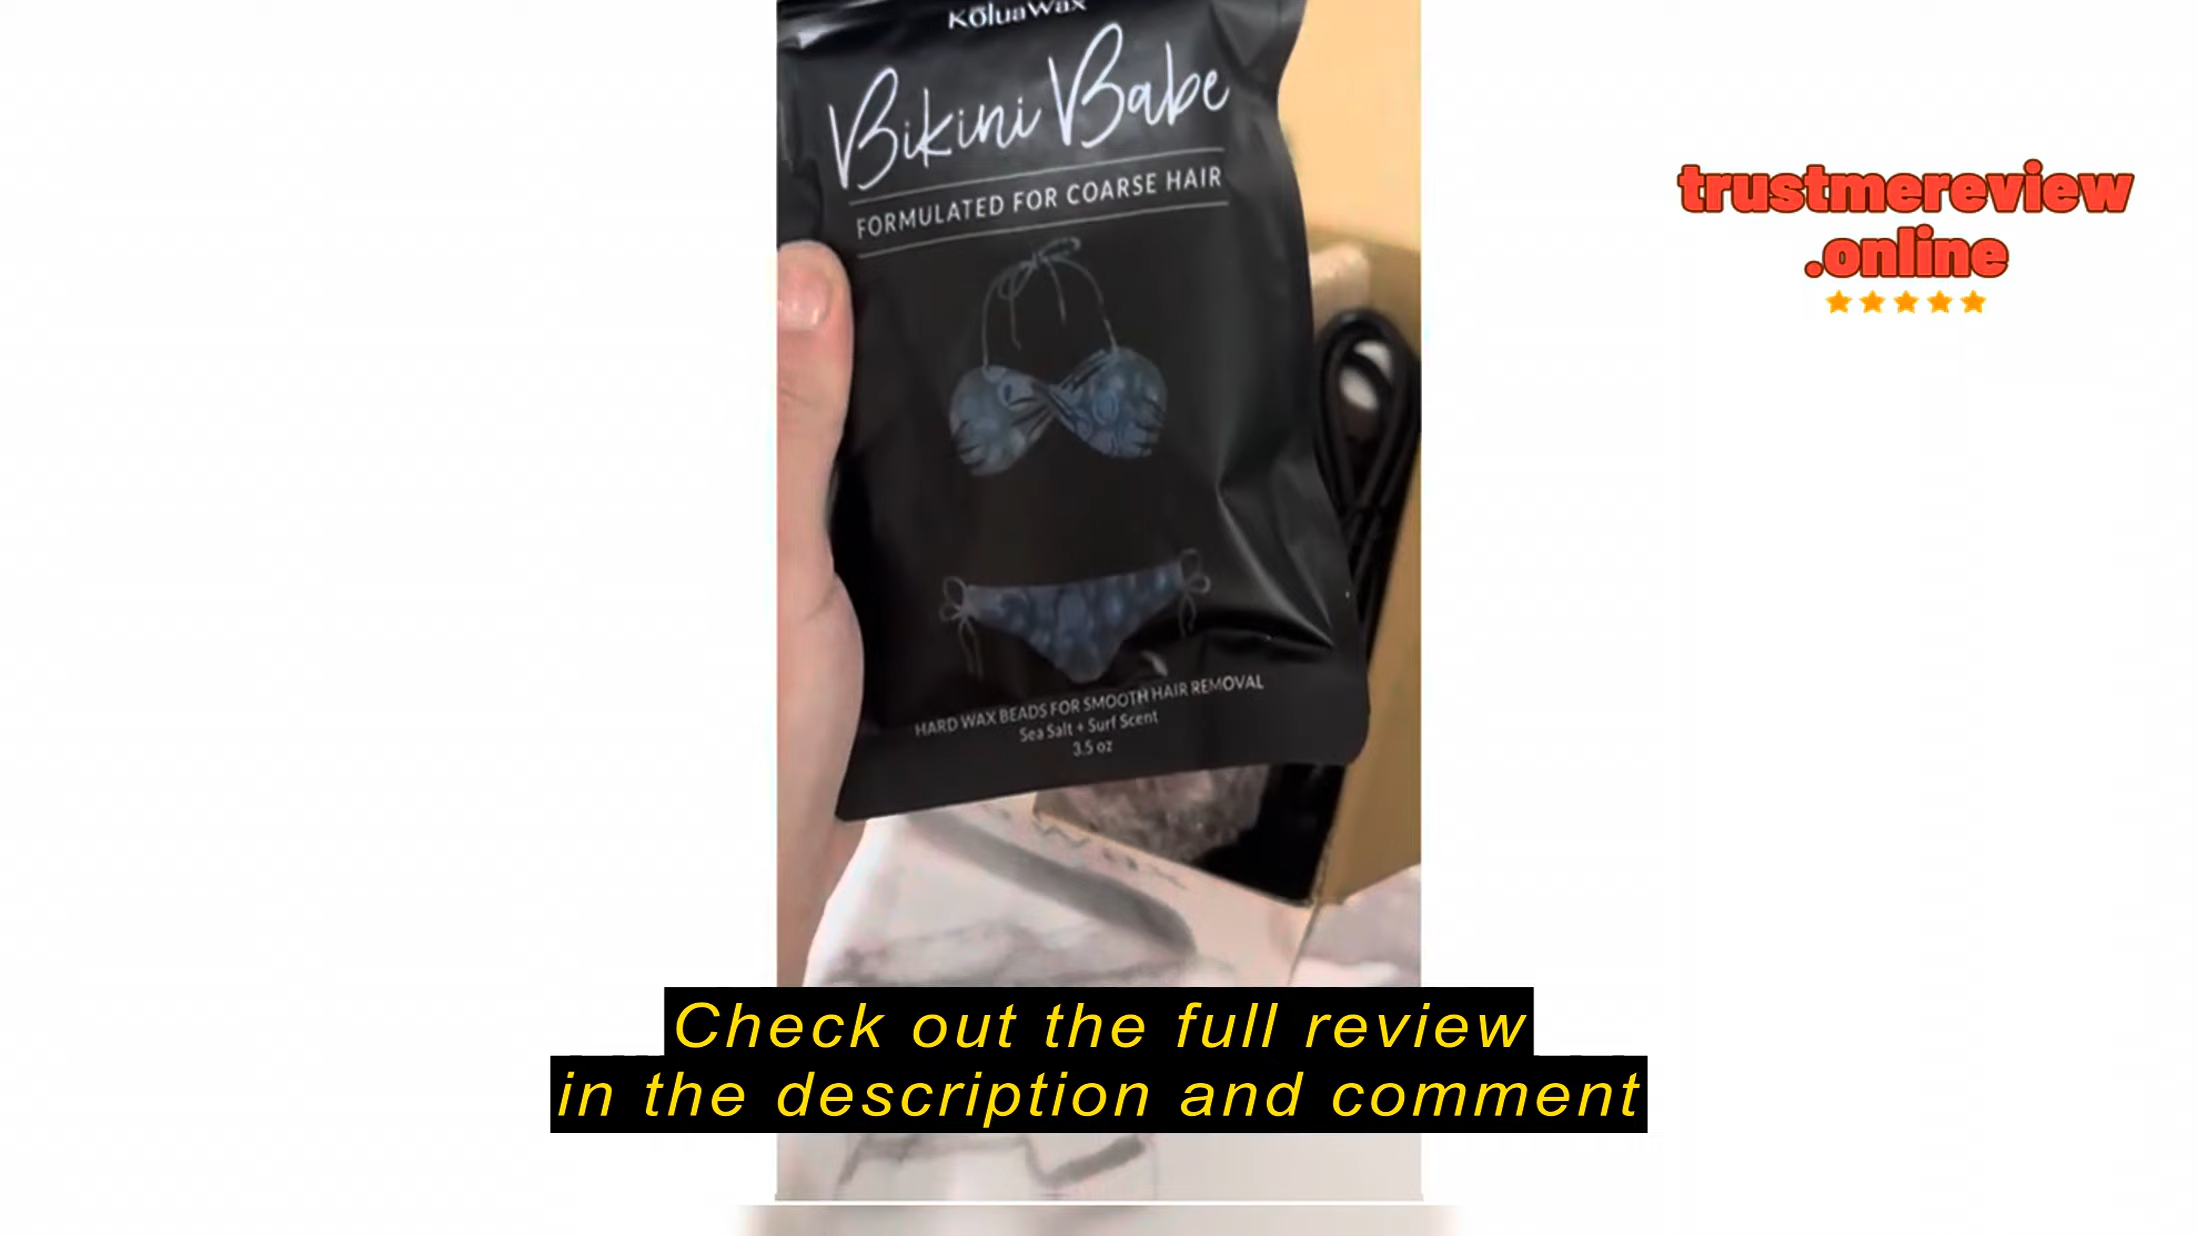 KōluaWax
Bikini Babe
FORMULATED FOR COARSE HAIR
HARD WAX BEADS FOR SMOOTH HAIR REMOVAL
Sea Salt + Surf Scent
3.5 oz
trustmereview
.online
Check out the full review
in the description and comment